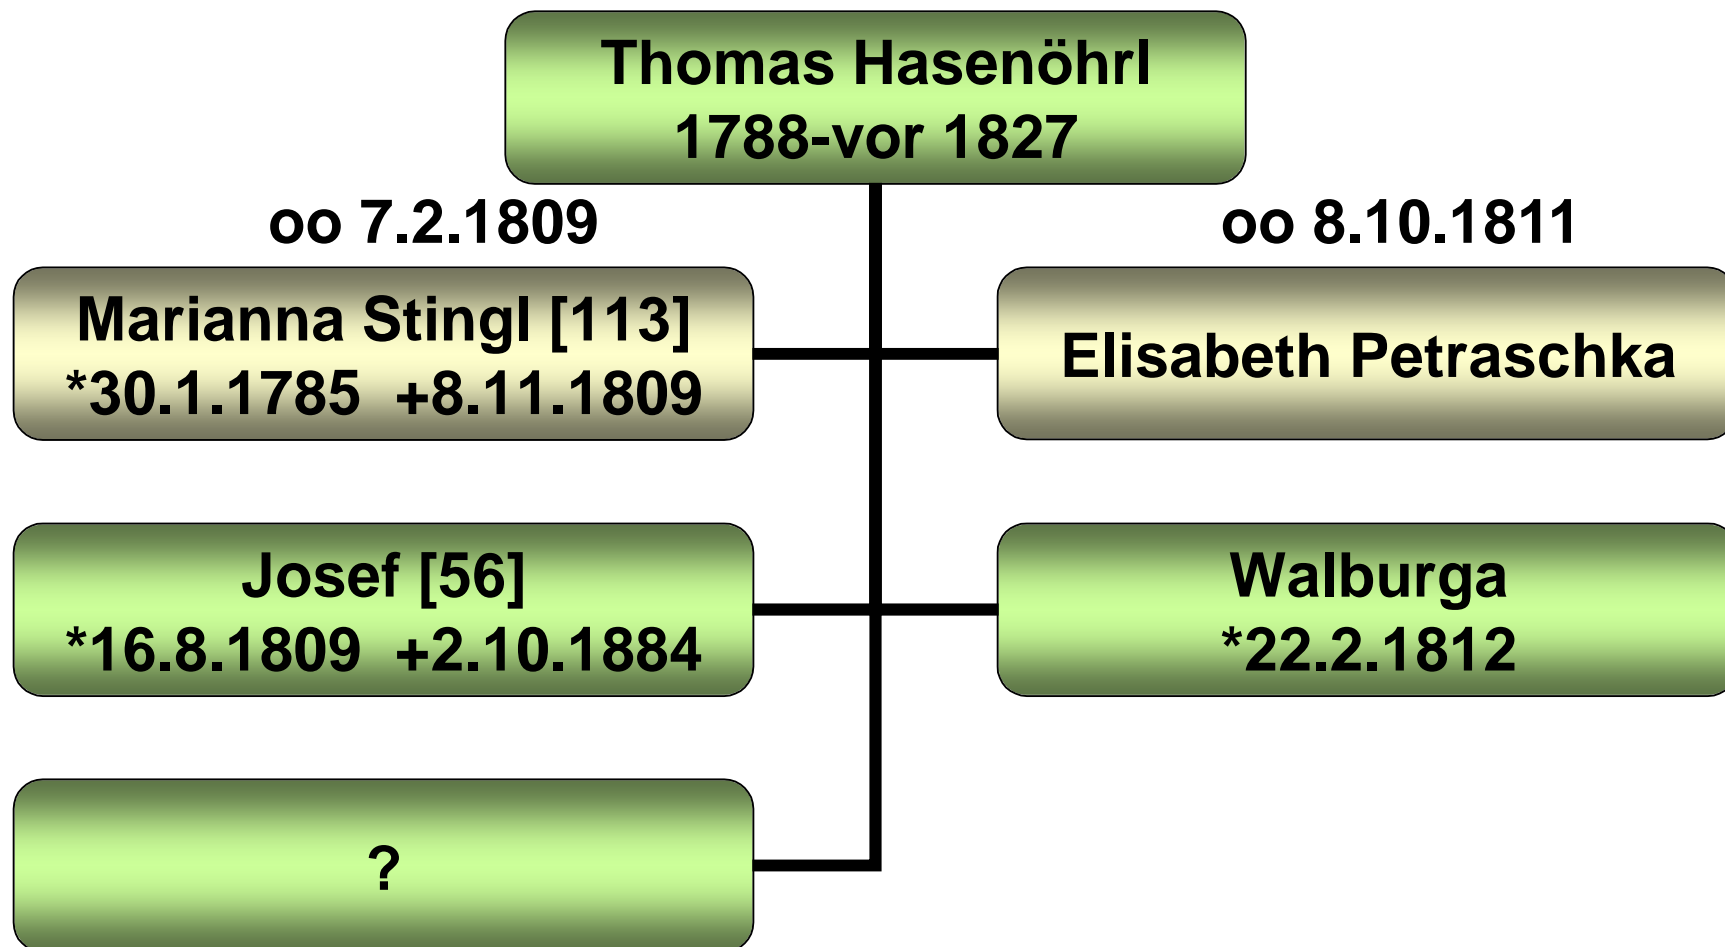 Thomas Hasenöhrl
1788-vor 1827
oo 7.2.1809
oo 8.10.1811
Marianna Stingl [113]
*30.1.1785 +8.11.1809
Elisabeth Petraschka
Josef [56]
*16.8.1809 +2.10.1884
Walburga
*22.2.1812
?